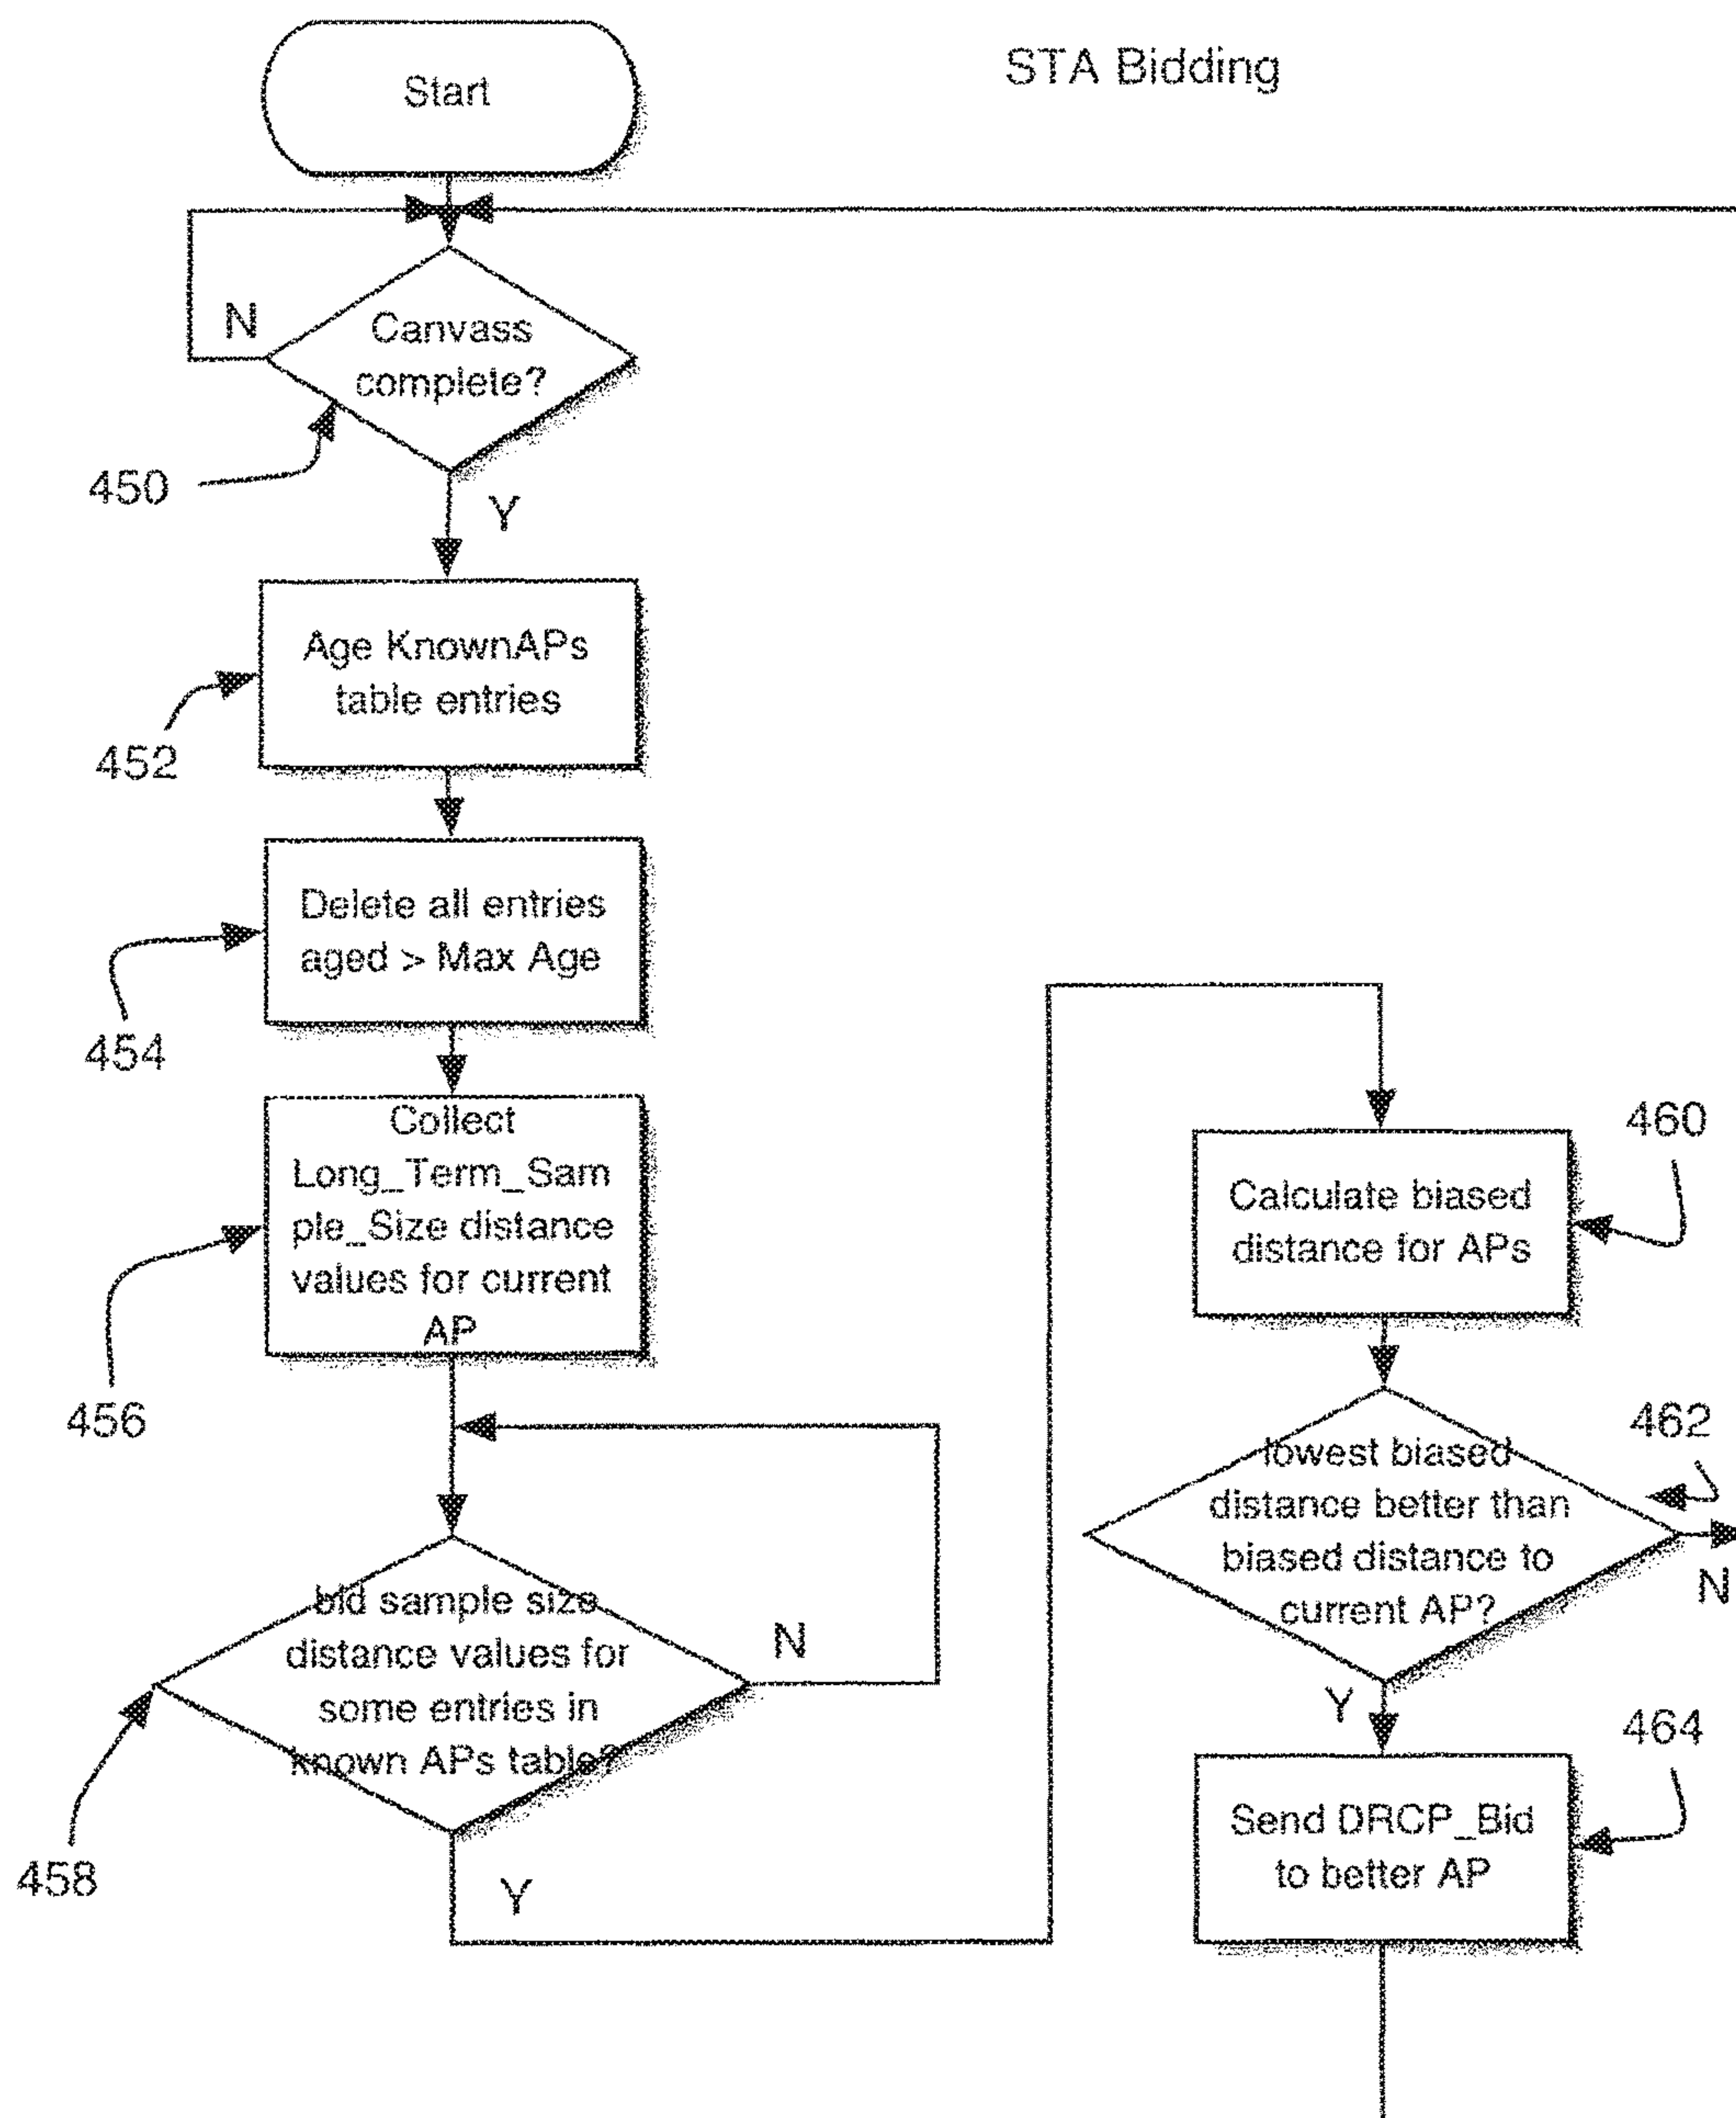 STA Bidding
Start
Canvass
complete?
N
450
Y
Age KnownAPs
table entries
452
Delete all entries
aged > Max Age
454
Collect
Long_Term_Sam
ple_Size distance
values for current
AP
456
bid sample size
distance values for
some entries in
known APs table?
N
458
Y
Calculate biased
distance for APs
460
lowest biased
distance better than
biased distance to
current AP?
462
N
Y
Send DRCP_Bid
to better AP
464